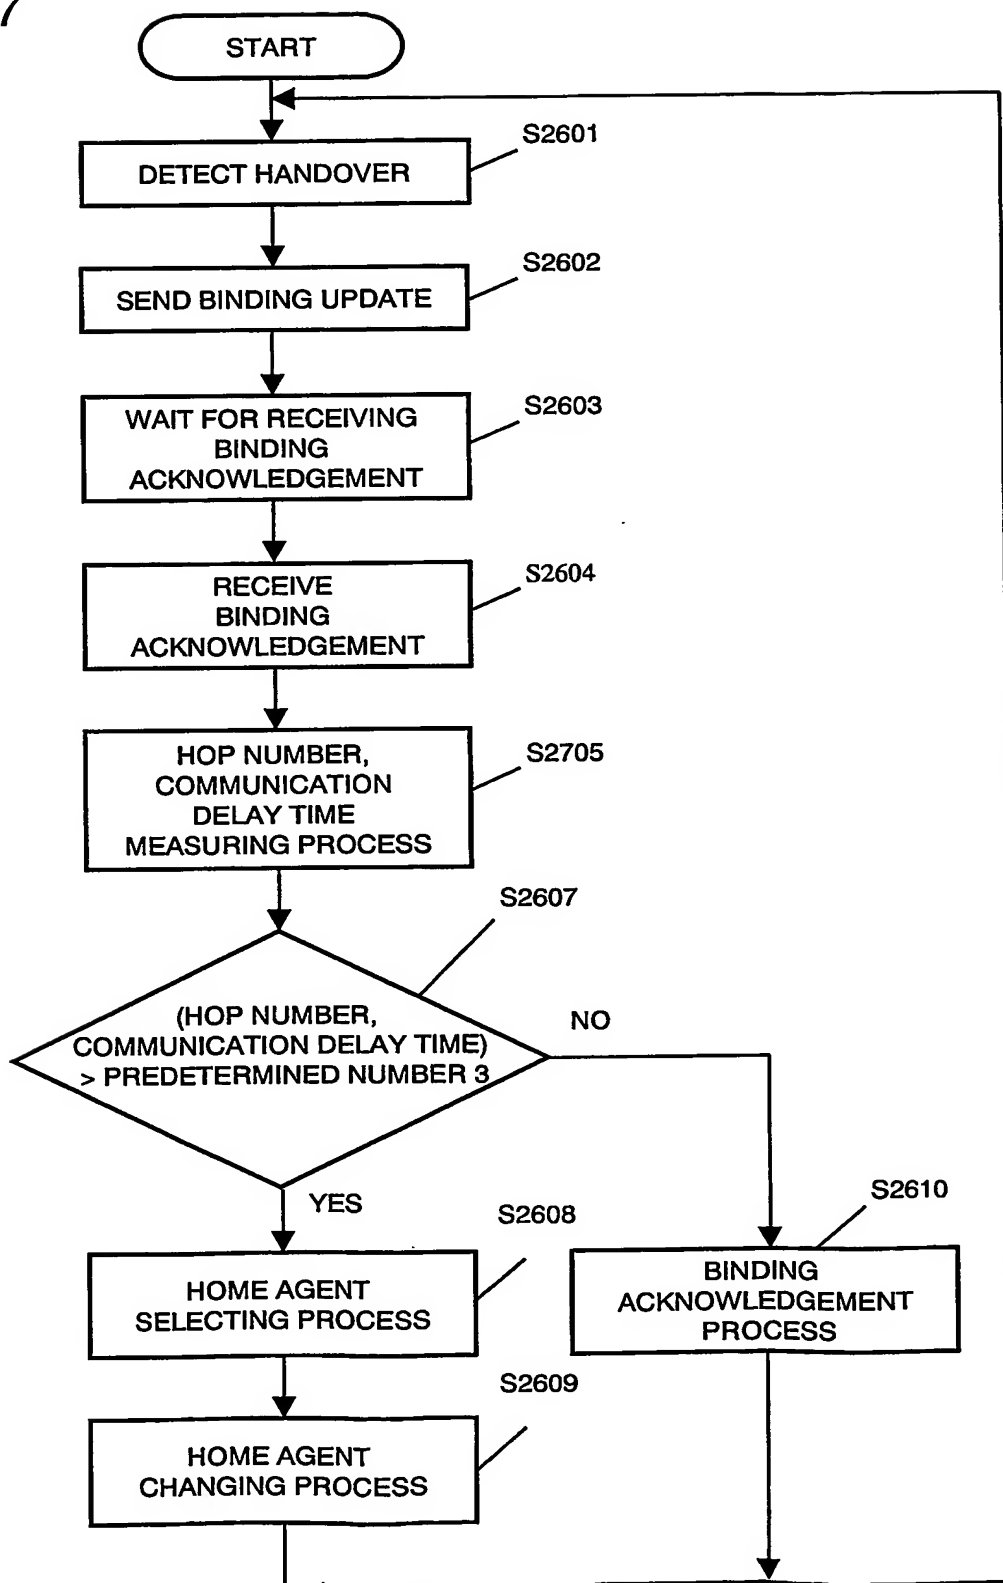 7
START
S2601
DETECT HANDOVER
S2602
SEND BINDING UPDATE
S2603
WAIT FOR RECEIVING
BINDING
ACKNOWLEDGEMENT
S2604
RECEIVE
BINDING
ACKNOWLEDGEMENT
S2705
HOP NUMBER,
COMMUNICATION
DELAY TIME
MEASURING PROCESS
S2607
(HOP NUMBER,
COMMUNICATION DELAY TIME)
> PREDETERMINED NUMBER 3
NO
YES
S2608
HOME AGENT
SELECTING PROCESS
S2610
BINDING
ACKNOWLEDGEMENT
PROCESS
S2609
HOME AGENT
CHANGING PROCESS